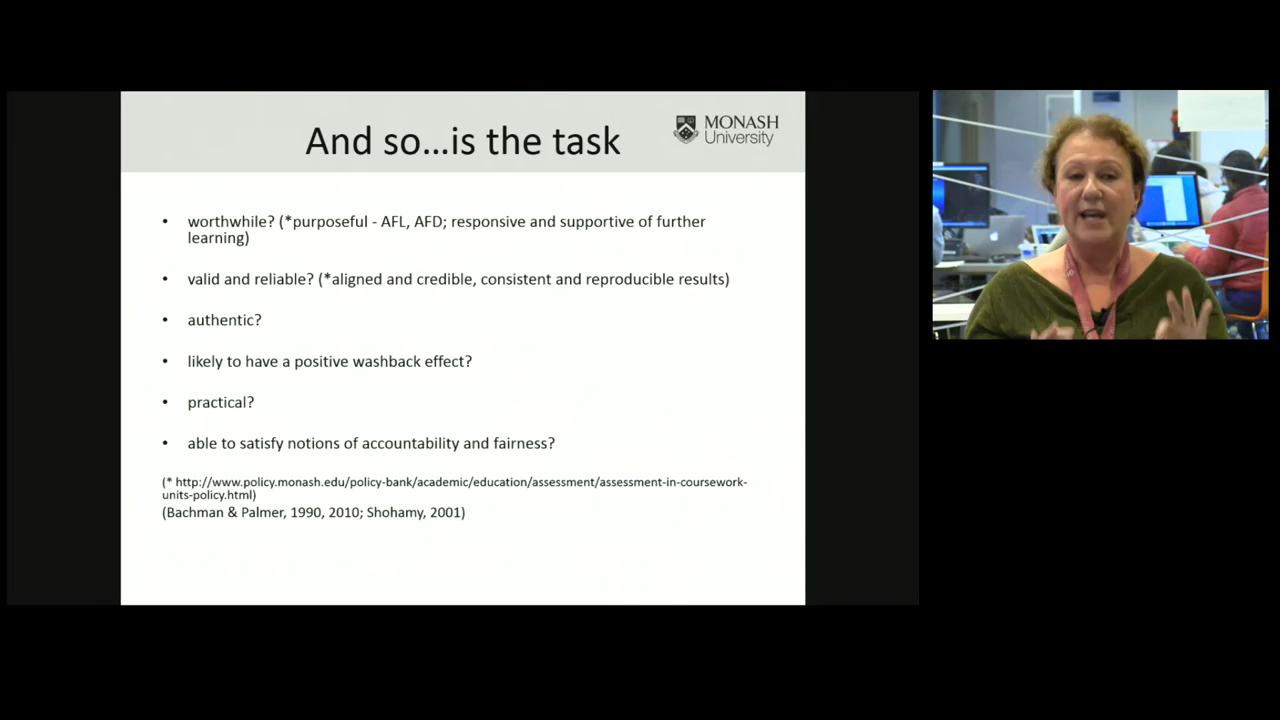 And so...is the task
MONASH
University
• worthwhile? (*purposeful - AFL, AFD; responsive and supportive of further
learning)
• valid and reliable? (*aligned and credible, consistent and reproducible results)
• authentic?
• likely to have a positive washback effect?
• practical?
• able to satisfy notions of accountability and fairness?
(* http://www.policy.monash.edu/policy-bank/academic/education/assessment/assessment-in-coursework-
units-policy.html)
(Bachman & Palmer, 1990, 2010; Shohamy, 2001)